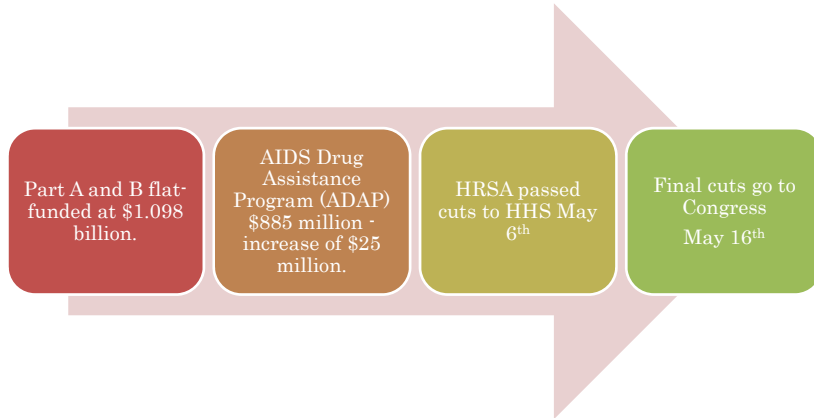 Part A and B flat-
funded at $1.098
billion.
AIDS Drug
Assistance
Program (ADAP)
$885 million -
increase of $25
million.
HRSA passed
cuts to HHS May
6th
Final cuts go to
Congress
May 16th